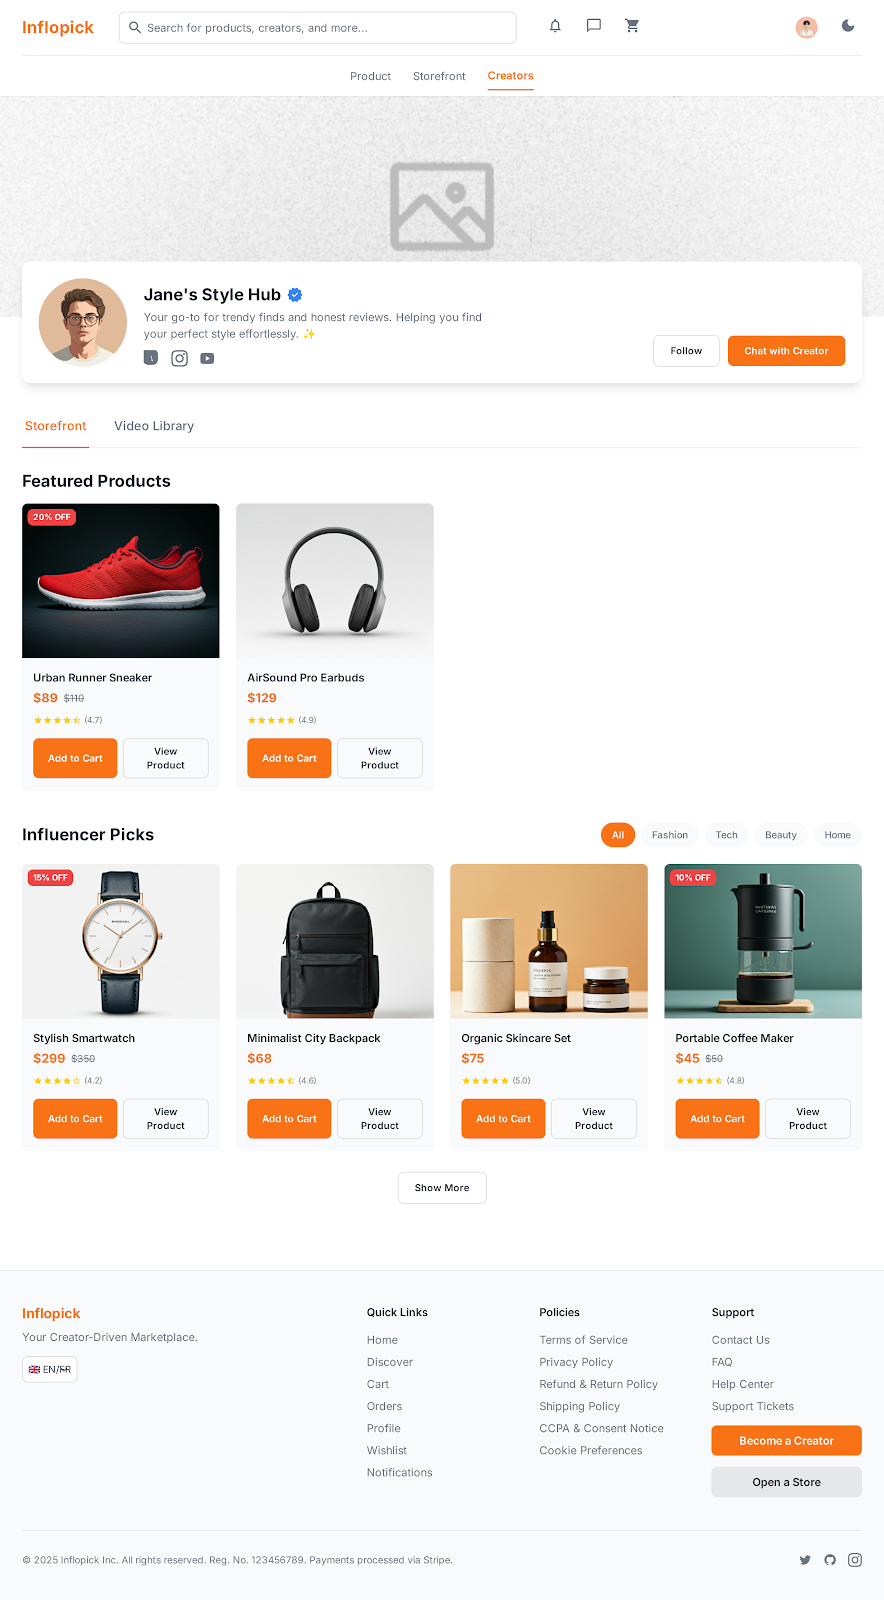 Inflopick
Search for products, creators, and more...
Product Storefront Creators
Jane's Style Hub
Your go-to for trendy finds and honest reviews. Helping you find
your perfect style effortlessly. ✨
Follow Chat with Creator
Storefront Video Library
Featured Products
20% OFF
Urban Runner Sneaker
$89 $110
(4.7)
Add to Cart
View
Product
AirSound Pro Earbuds
$129
(4.9)
Add to Cart
View
Product
Influencer Picks
All Fashion Tech Beauty Home
15% OFF
Stylish Smartwatch
$299 $350
(4.2)
Add to Cart
View
Product
Minimalist City Backpack
$68
(4.6)
Add to Cart
View
Product
Organic Skincare Set
$75
(5.0)
Add to Cart
View
Product
10% OFF
Portable Coffee Maker
$45 $50
(4.8)
Add to Cart
View
Product
Show More
Inflopick
Your Creator-Driven Marketplace.
🇬🇧 EN/FR
Quick Links
Home
Discover
Cart
Orders
Profile
Wishlist
Notifications
Policies
Terms of Service
Privacy Policy
Refund & Return Policy
Shipping Policy
CCPA & Consent Notice
Cookie Preferences
Support
Contact Us
FAQ
Help Center
Support Tickets
Become a Creator
Open a Store
© 2025 Inflopick Inc. All rights reserved. Reg. No. 123456789. Payments processed via Stripe.